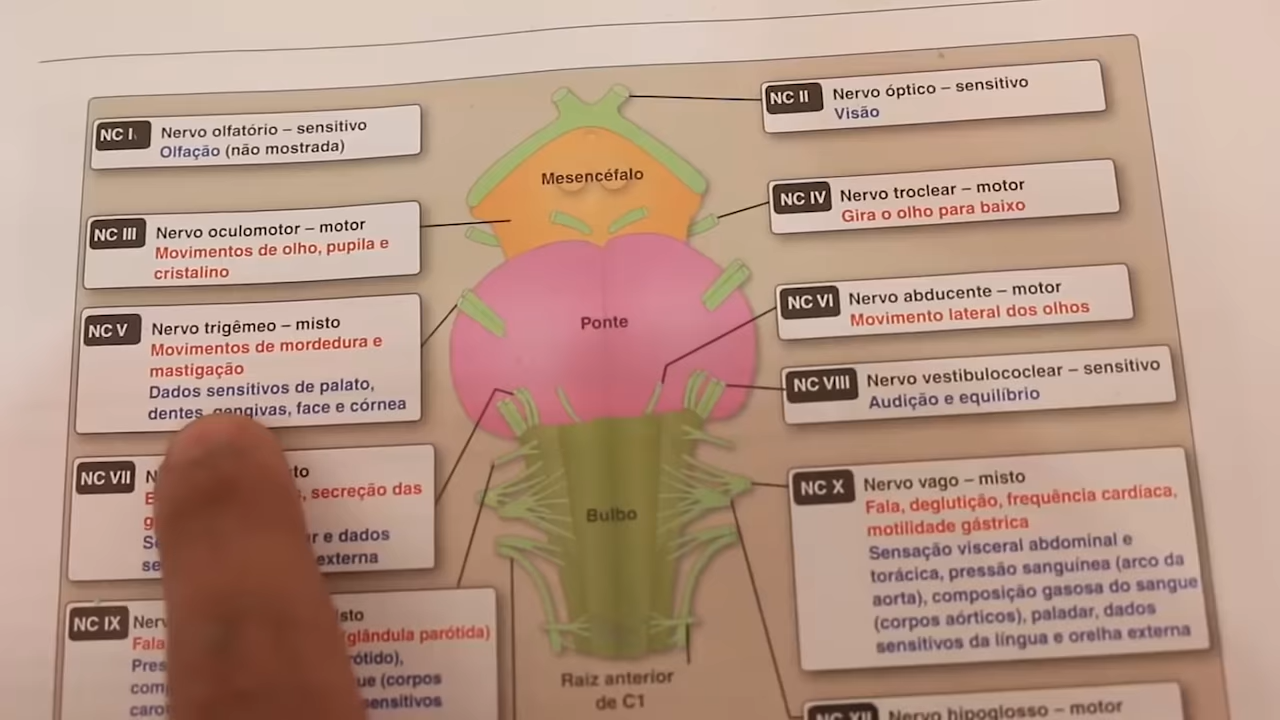 NC I
Nervo olfatório – sensitivo
Olfação (não mostrada)
NC II
Nervo óptico – sensitivo
Visão
NC III
Nervo oculomotor – motor
Movimentos de olho, pupila e
cristalino
NC IV
Nervo troclear – motor
Gira o olho para baixo
NC V
Nervo trigêmeo – misto
Movimentos de mordedura e
mastigação
Dados sensitivos de palato,
dentes, gengivas, face e córnea
NC VI
Nervo abducente – motor
Movimento lateral dos olhos
NC VII
secreção das
e dados
externa
NC VIII
Nervo vestibulococlear – sensitivo
Audição e equilíbrio
NC IX
Fala
(glândula parótida)
(corpos
NC X
Nervo vago – misto
Fala, deglutição, frequência cardíaca,
motilidade gástrica
Sensação visceral abdominal e
torácica, pressão sanguínea (arco da
aorta), composição gasosa do sangue
(corpos aórticos), paladar, dados
sensitivos da língua e orelha externa
NC XII
Nervo hipoglosso – motor
Mesencéfalo
Ponte
Bulbo
Raiz anterior
de C1